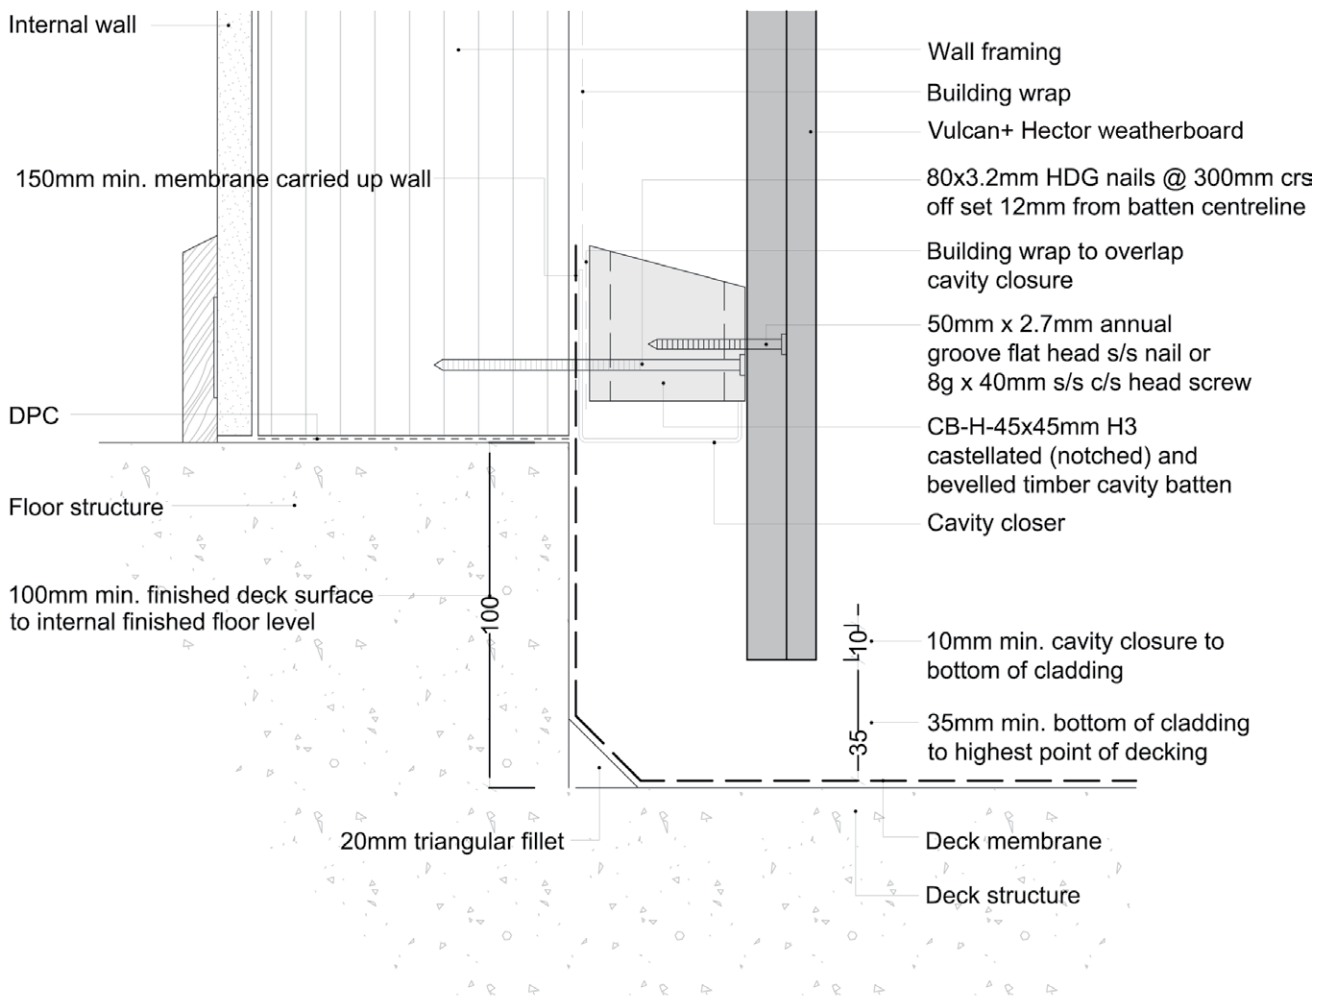 Internal wall
Wall framing
Building wrap
Vulcan+ Hector weatherboard
150mm min. membrane carried up wall
80x3.2mm HDG nails @ 300mm crs
off set 12mm from batten centreline
Building wrap to overlap
cavity closure
50mm x 2.7mm annual
groove flat head s/s nail or
8g x 40mm s/s c/s head screw
DPC
CB-H-45x45mm H3
castellated (notched) and
bevelled timber cavity batten
Floor structure
Cavity closer
100mm min. finished deck surface
to internal finished floor level
100
10
10mm min. cavity closure to
bottom of cladding
35
35mm min. bottom of cladding
to highest point of decking
20mm triangular fillet
Deck membrane
Deck structure